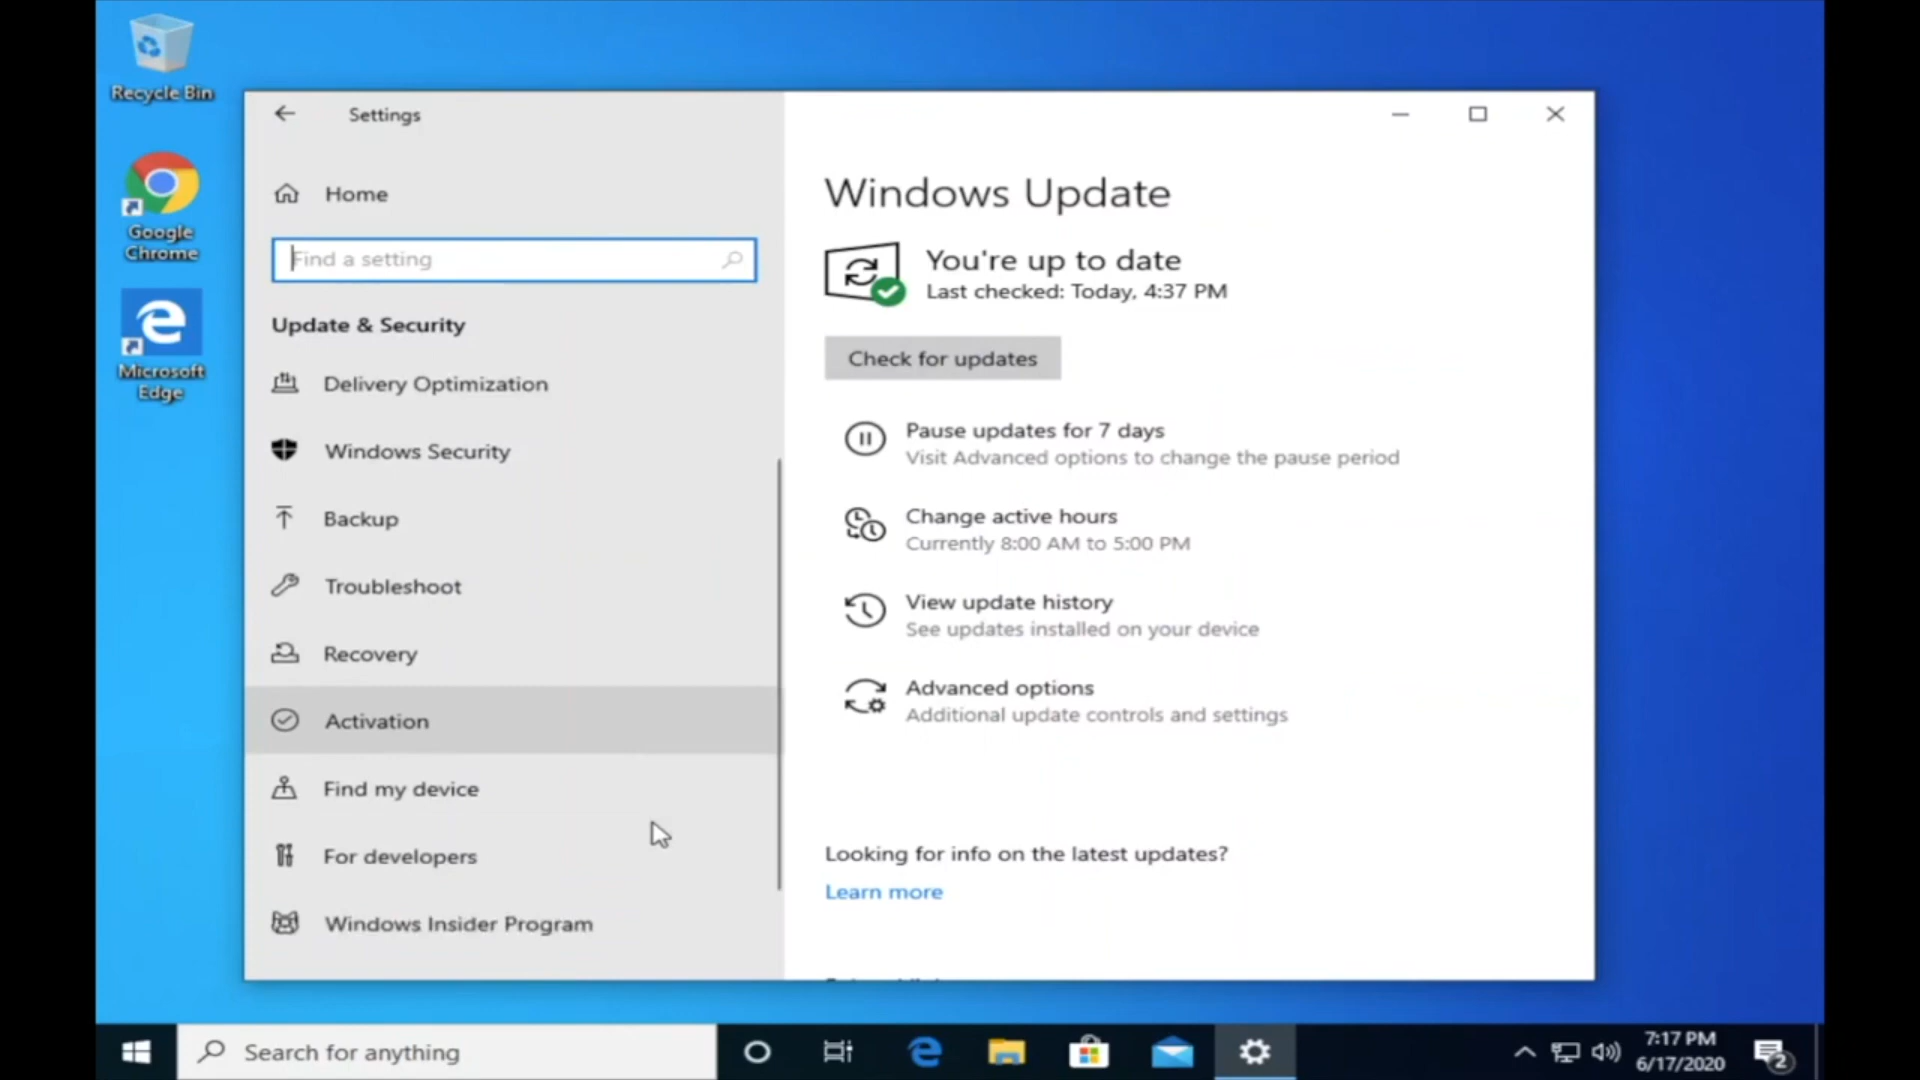 Recycle Bin
Google
Chrome
Microsoft
Edge
Settings
Home
Find a setting
Update & Security
Delivery Optimization
Windows Security
Backup
Troubleshoot
Recovery
Activation
Find my device
For developers
Windows Insider Program
Windows Update
You're up to date
Last checked: Today, 4:37 PM
Check for updates
Pause updates for 7 days
Visit Advanced options to change the pause period
Change active hours
Currently 8:00 AM to 5:00 PM
View update history
See updates installed on your device
Advanced options
Additional update controls and settings
Looking for info on the latest updates?
Learn more
Search for anything
7:17 PM
6/17/2020
2